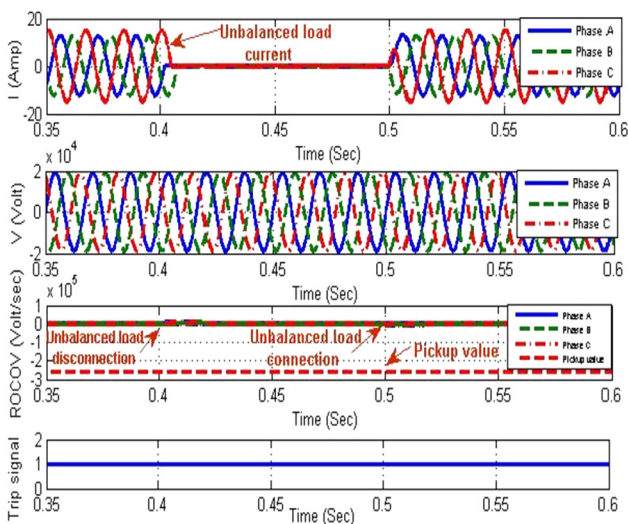 Unbalanced load
current
I (Amp)
20
0
-20
Phase A
Phase B
Phase C
0.35 0.4 0.45 0.5 0.55 0.6
Time (Sec)
x 10⁴
V (Volt)
2
0
-2
Phase A
Phase B
Phase C
0.35 0.4 0.45 0.5 0.55 0.6
Time (Sec)
x 10⁵
ROCOV (Volt/sec)
1
0
-1
-2
-3
Phase A
Phase B
Phase C
Pickup value
Unbalanced load
disconnection
Unbalanced load
connection
Pickup value
0.35 0.4 0.45 0.5 0.55 0.6
Time (Sec)
Trip signal
2
1
0
0.35 0.4 0.45 0.5 0.55 0.6
Time (Sec)